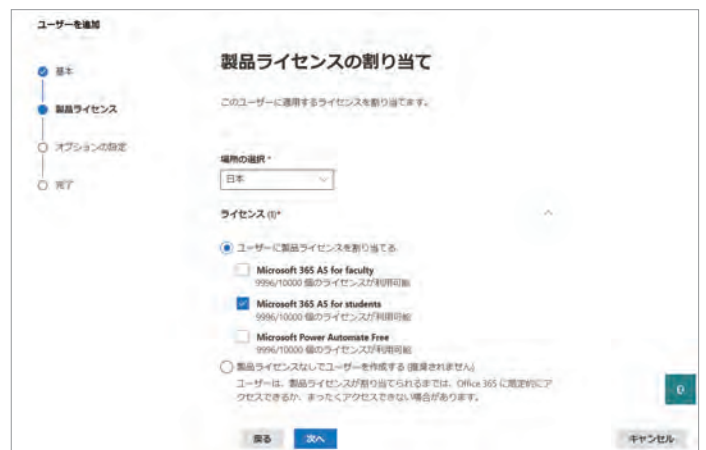 ユーザーを追加
基本
製品ライセンス
オプションの設定
完了
製品ライセンスの割り当て
このユーザーに適用するライセンスを割り当てます。
場所の選択 *
日本
ライセンス (1)*
ユーザーに製品ライセンスを割り当てる
Microsoft 365 A5 for faculty
9996/10000 個のライセンスが利用可能
Microsoft 365 A5 for students
9996/10000 個のライセンスが利用可能
Microsoft Power Automate Free
9996/10000 個のライセンスが利用可能
製品ライセンスなしでユーザーを作成する (推奨されません)
ユーザーは、製品ライセンスが割り当てられるまでは、Office 365 に限定的にア
クセスできるか、まったくアクセスできない場合があります。
戻る
次へ
キャンセル